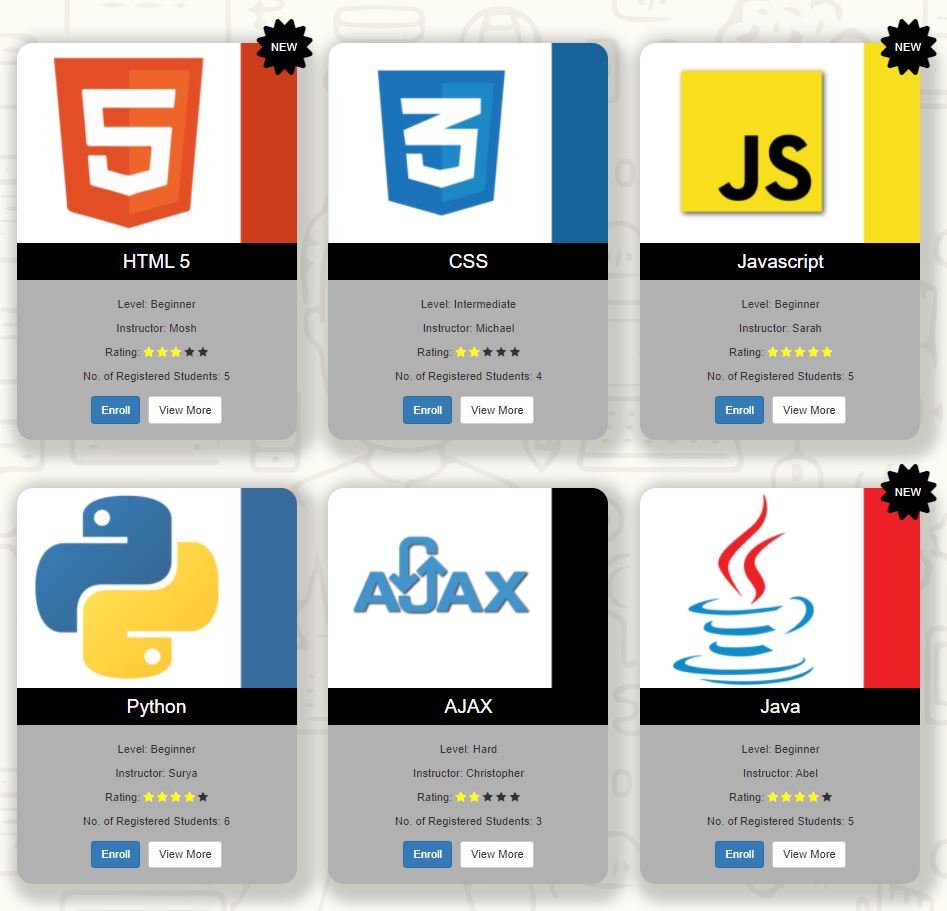 NEW
5
3
JS
HTML 5
Level: Beginner
Instructor: Mosh
Rating:
No. of Registered Students: 5
Enroll
View More
CSS
Level: Intermediate
Instructor: Michael
Rating:
No. of Registered Students: 4
Enroll
View More
NEW
Javascript
Level: Beginner
Instructor: Sarah
Rating:
No. of Registered Students: 5
Enroll
View More
Python
Level: Beginner
Instructor: Surya
Rating:
No. of Registered Students: 6
Enroll
View More
AJAX
AJAX
Level: Hard
Instructor: Christopher
Rating:
No. of Registered Students: 3
Enroll
View More
NEW
Java
Level: Beginner
Instructor: Abel
Rating:
No. of Registered Students: 5
Enroll
View More